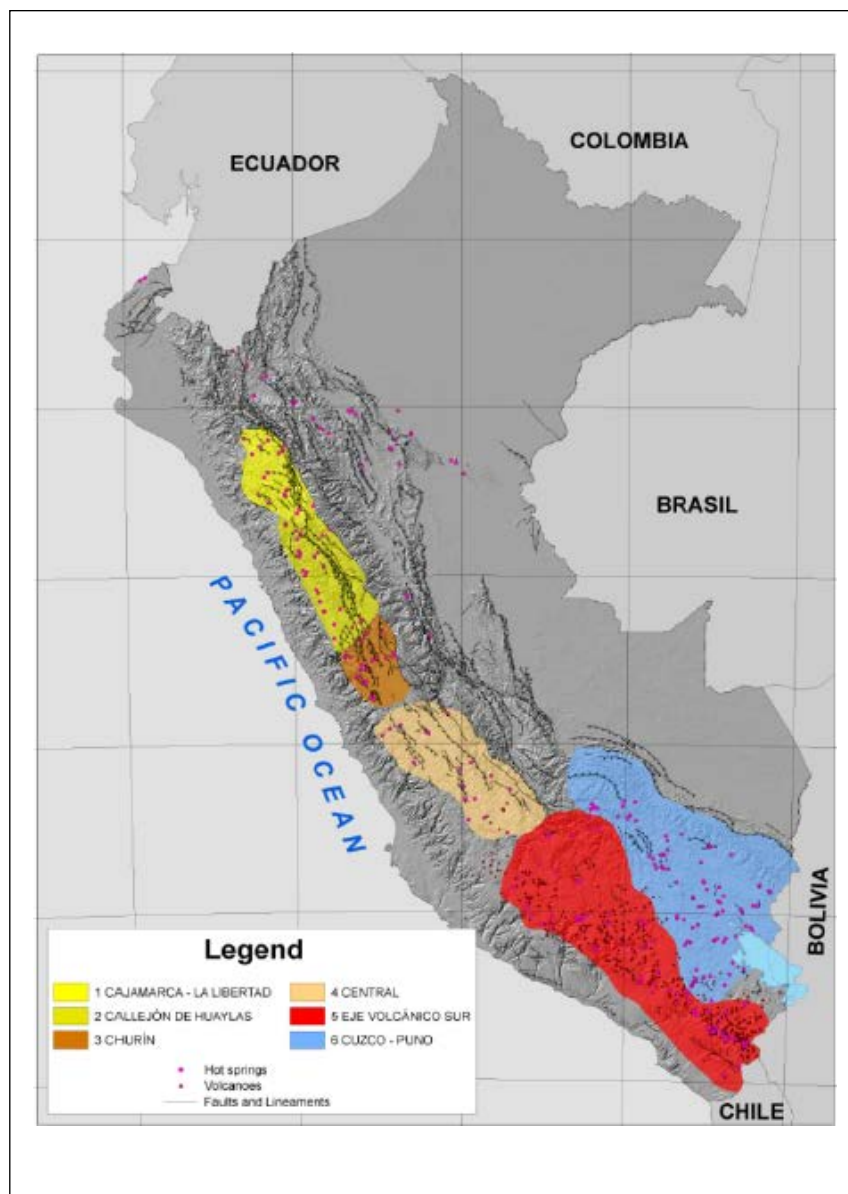 COLOMBIA
ECUADOR
BRASIL
PACIFIC OCEAN
BOLIVIA
Legend
1 CAJAMARCA - LA LIBERTAD
2 CALLEJÓN DE HUAYLAS
3 CHURÍN
4 CENTRAL
5 EJE VOLCÁNICO SUR
6 CUZCO - PUNO
Hot springs
Volcanoes
Faults and Lineaments
CHILE